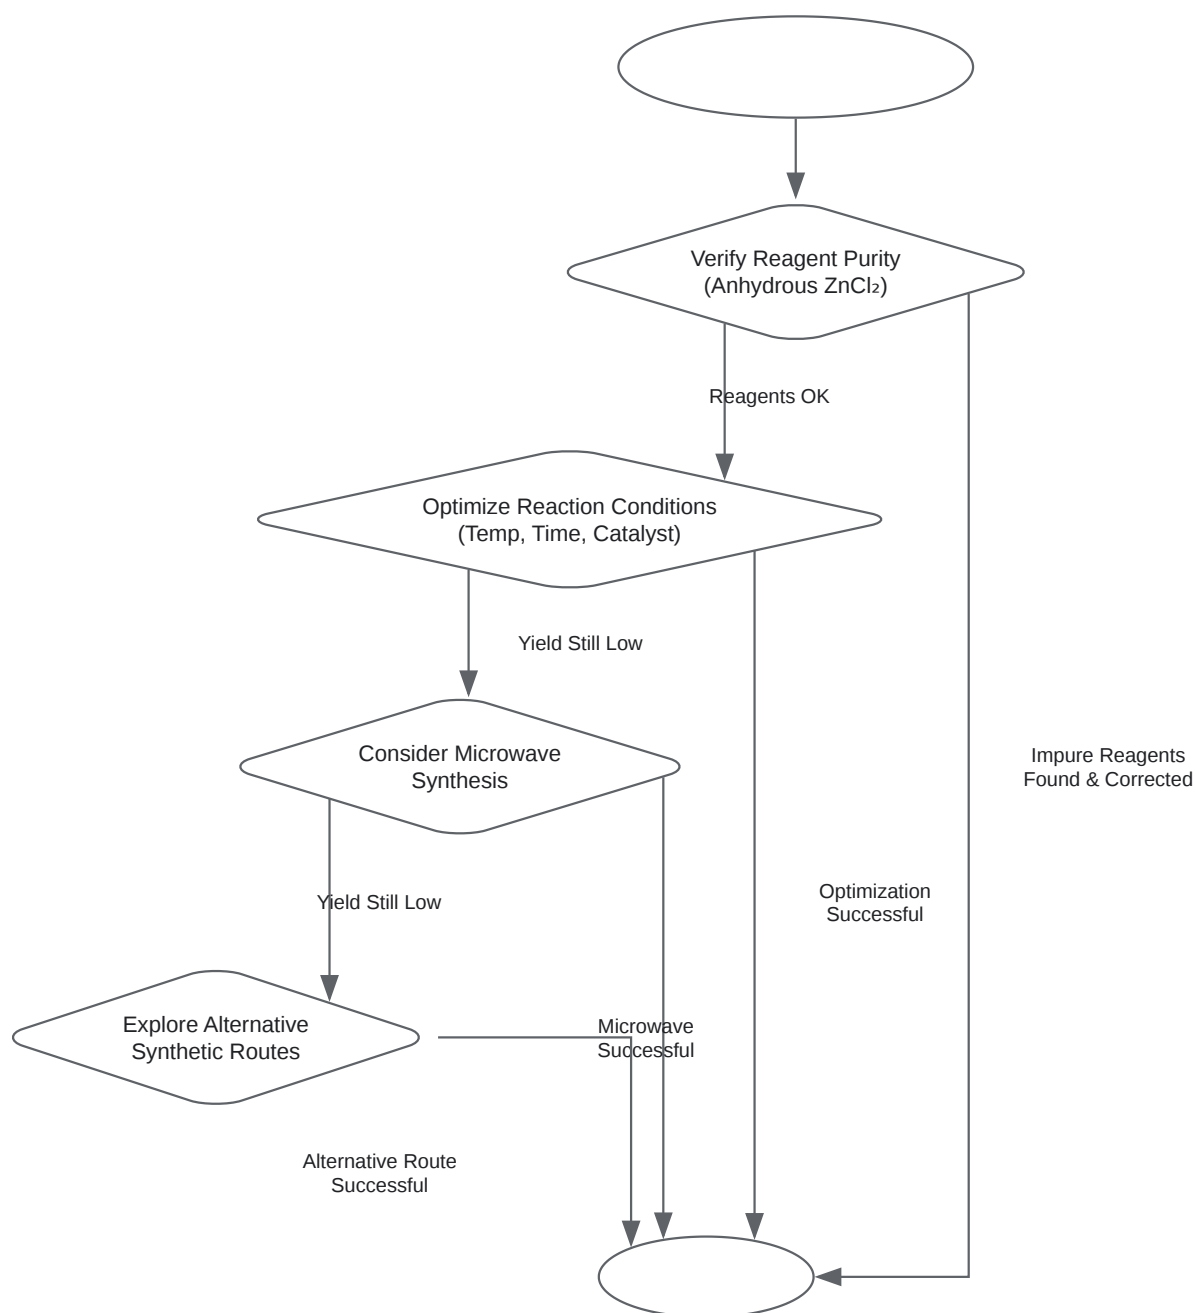 Verify Reagent Purity
(Anhydrous ZnCl₂)
Reagents OK
Optimize Reaction Conditions
(Temp, Time, Catalyst)
Yield Still Low
Consider Microwave
Synthesis
Impure Reagents
Found & Corrected
Yield Still Low
Optimization
Successful
Explore Alternative
Synthetic Routes
Microwave
Successful
Alternative Route
Successful